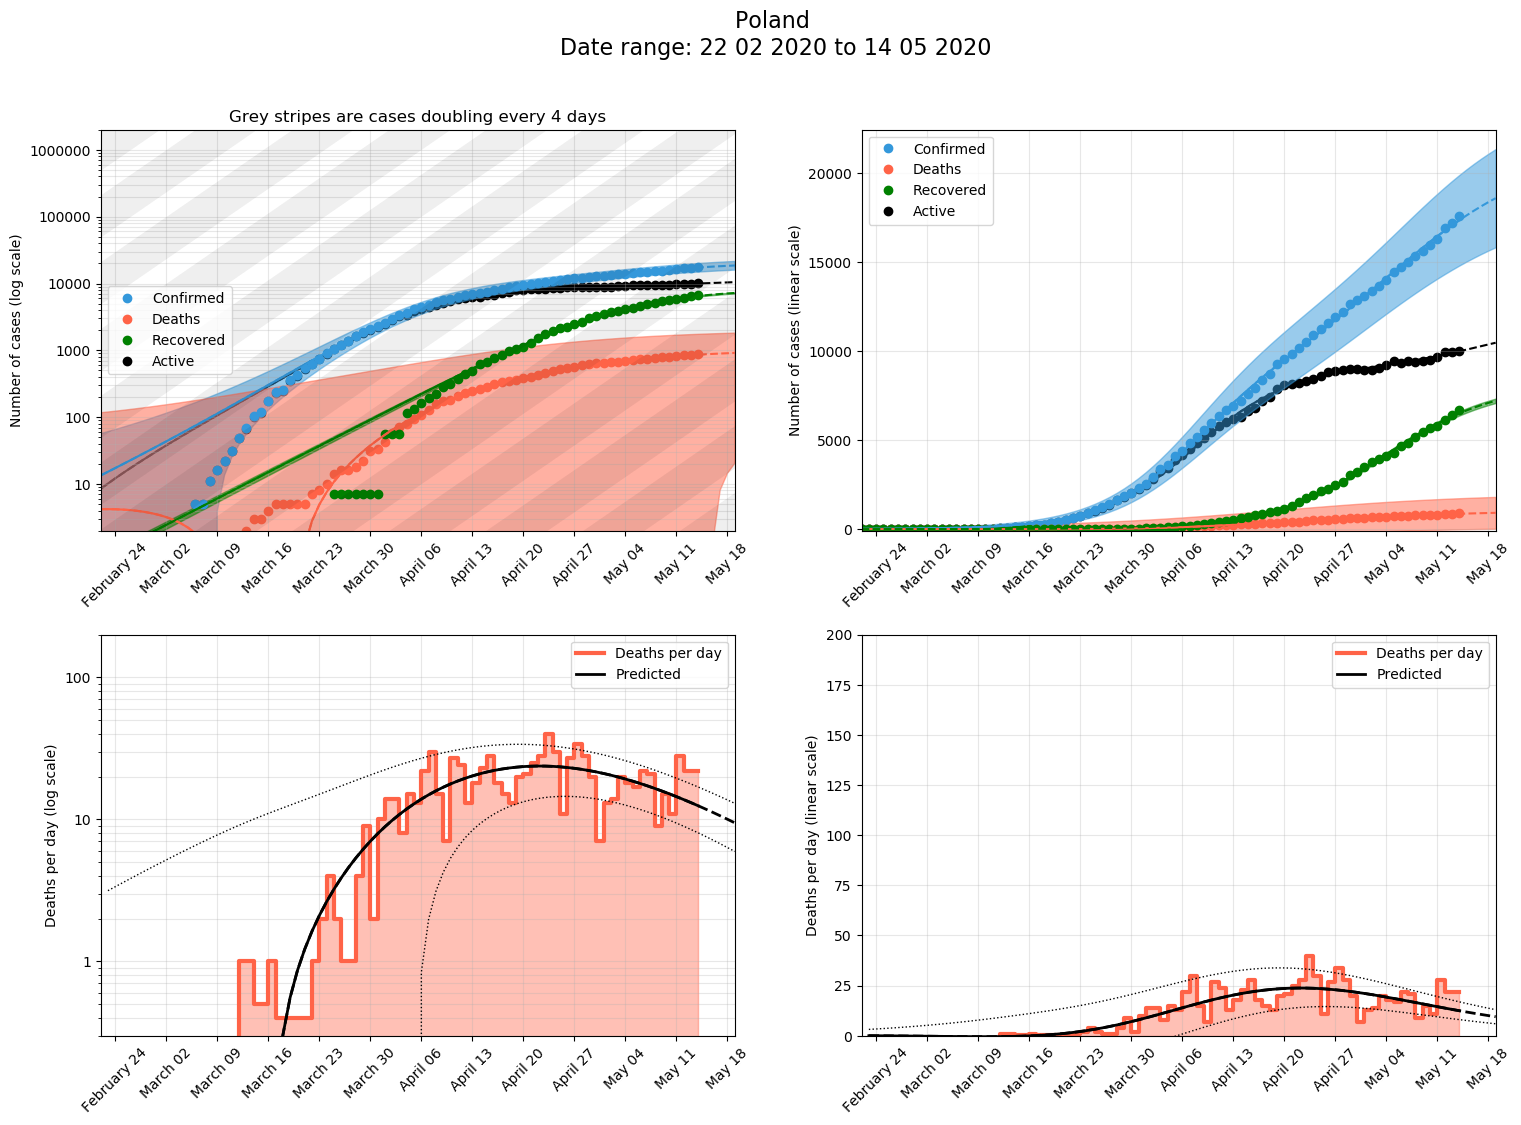 Poland
Date range: 22 02 2020 to 14 05 2020
Grey stripes are cases doubling every 4 days
Number of cases (log scale)
1000000
100000
10000
1000
100
10
Confirmed
Deaths
Recovered
Active
February 24
March 02
March 09
March 16
March 23
March 30
April 06
April 13
April 20
April 27
May 04
May 11
May 18
Number of cases (linear scale)
20000
15000
10000
5000
0
Confirmed
Deaths
Recovered
Active
February 24
March 02
March 09
March 16
March 23
March 30
April 06
April 13
April 20
April 27
May 04
May 11
May 18
Deaths per day (log scale)
100
10
1
Deaths per day
Predicted
February 24
March 02
March 09
March 16
March 23
March 30
April 06
April 13
April 20
April 27
May 04
May 11
May 18
Deaths per day (linear scale)
200
175
150
125
100
75
50
25
0
Deaths per day
Predicted
February 24
March 02
March 09
March 16
March 23
March 30
April 06
April 13
April 20
April 27
May 04
May 11
May 18